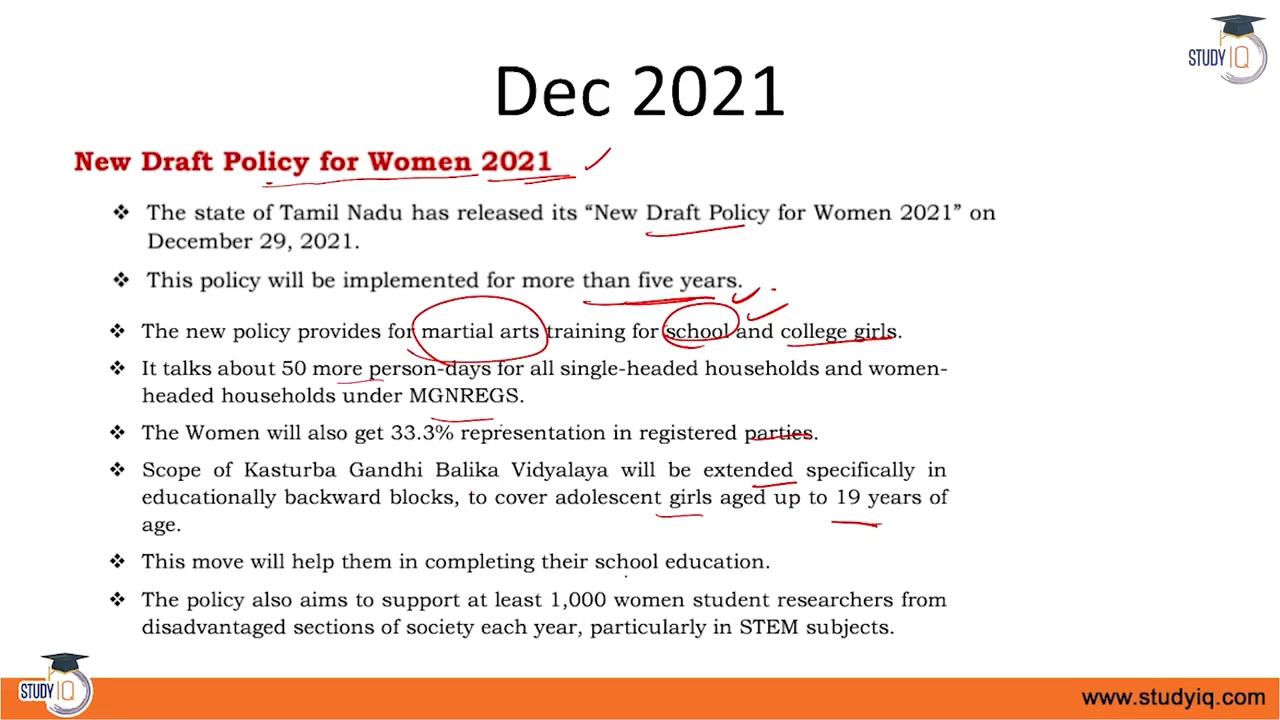 STUDY IQ
Dec 2021
New Draft Policy for Women 2021
❖ The state of Tamil Nadu has released its “New Draft Policy for Women 2021” on
December 29, 2021.
❖ This policy will be implemented for more than five years.
❖ The new policy provides for martial arts training for school and college girls.
❖ It talks about 50 more person-days for all single-headed households and women-
headed households under MGNREGS.
❖ The Women will also get 33.3% representation in registered parties.
❖ Scope of Kasturba Gandhi Balika Vidyalaya will be extended specifically in
educationally backward blocks, to cover adolescent girls aged up to 19 years of
age.
❖ This move will help them in completing their school education.
❖ The policy also aims to support at least 1,000 women student researchers from
disadvantaged sections of society each year, particularly in STEM subjects.
STUDY IQ
www.studyiq.com